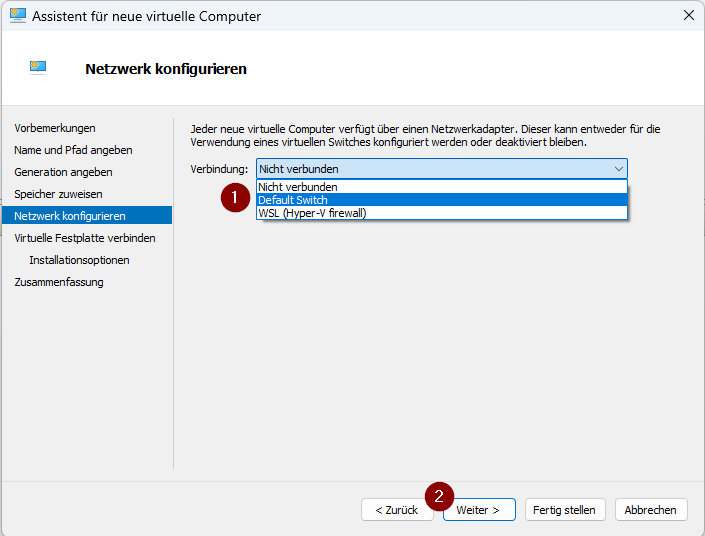 Assistent für neue virtuelle Computer
Netzwerk konfigurieren
Vorbemerkungen
Name und Pfad angeben
Generation angeben
Speicher zuweisen
Netzwerk konfigurieren
Virtuelle Festplatte verbinden
Installationsoptionen
Zusammenfassung
Jeder neue virtuelle Computer verfügt über einen Netzwerkadapter. Dieser kann entweder für die
Verwendung eines virtuellen Switches konfiguriert werden oder deaktiviert bleiben.
Verbindung: Nicht verbunden
Nicht verbunden
1 Default Switch
WSL (Hyper-V firewall)
2
< Zurück Weiter > Fertig stellen Abbrechen